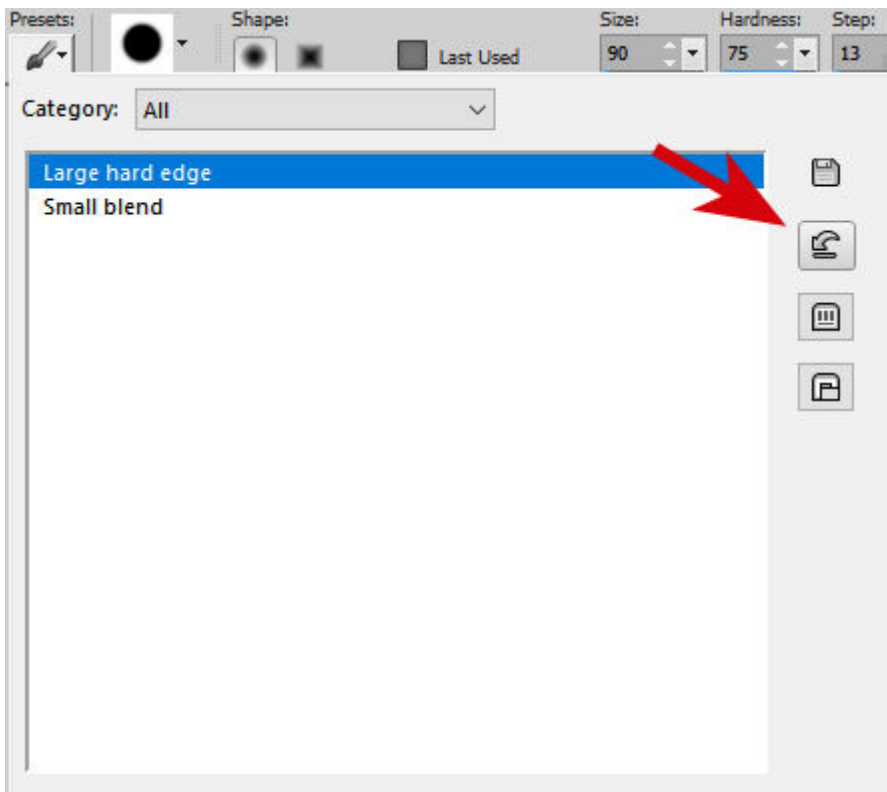 Presets: Shape: Size: Hardness: Step:
Last Used 90 75 13
Category: All
Large hard edge
Small blend